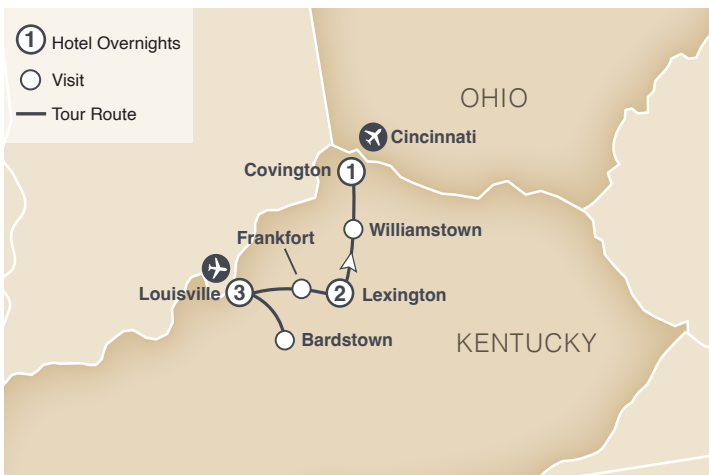 1 Hotel Overnights
Visit
Tour Route
OHIO
Cincinnati
Covington 1
Williamstown
Frankfort
Louisville 3
2 Lexington
Bardstown
KENTUCKY